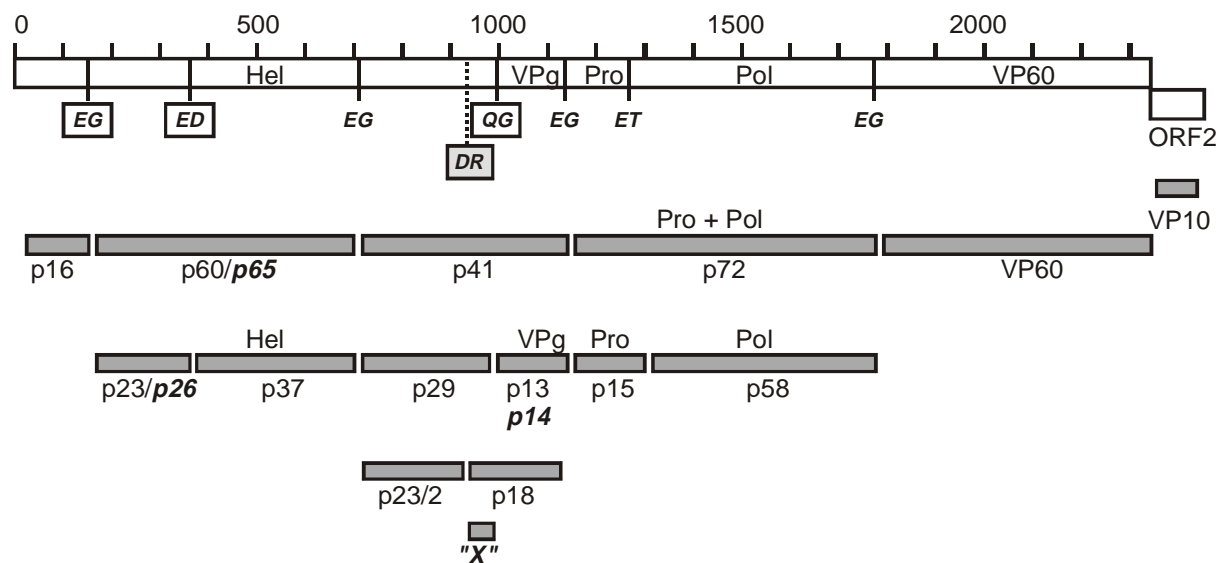 0 500 1000 1500 2000
Hel VPg Pro Pol VP60
EG ED EG QG EG ET EG
ORF2
DR
VP10
Pro + Pol
p16 p60/p65 p41 p72 VP60
Hel VPg Pro Pol
p23/p26 p37 p29 p13 p15 p58
p14
p23/2 p18
"X"